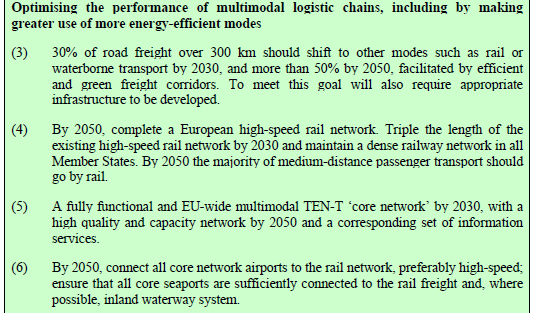 Optimising the performance of multimodal logistic chains, including by making
greater use of more energy-efficient modes
(3) 30% of road freight over 300 km should shift to other modes such as rail or
waterborne transport by 2030, and more than 50% by 2050, facilitated by efficient
and green freight corridors. To meet this goal will also require appropriate
infrastructure to be developed.
(4) By 2050, complete a European high-speed rail network. Triple the length of the
existing high-speed rail network by 2030 and maintain a dense railway network in all
Member States. By 2050 the majority of medium-distance passenger transport should
go by rail.
(5) A fully functional and EU-wide multimodal TEN-T ‘core network’ by 2030, with a
high quality and capacity network by 2050 and a corresponding set of information
services.
(6) By 2050, connect all core network airports to the rail network, preferably high-speed;
ensure that all core seaports are sufficiently connected to the rail freight and, where
possible, inland waterway system.